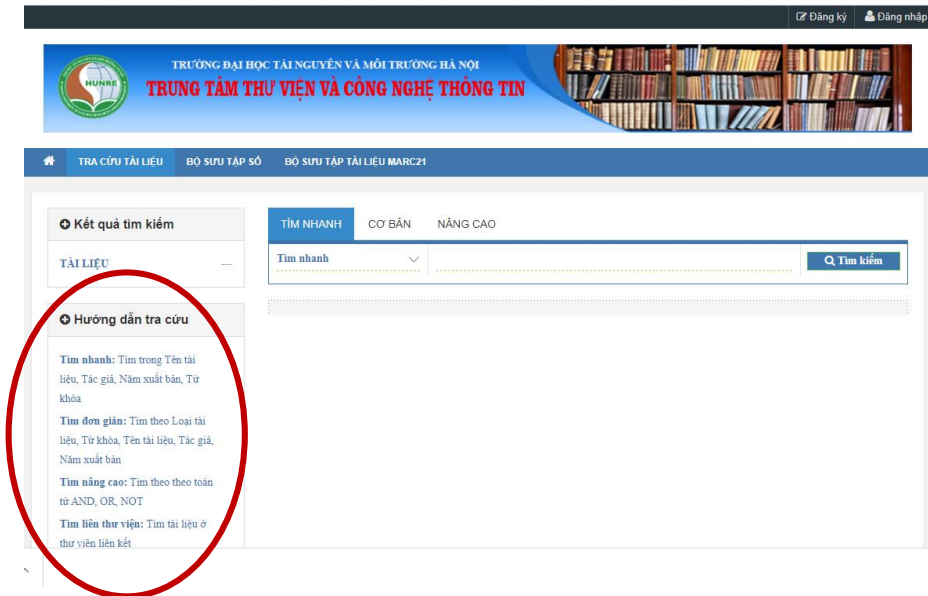 Đăng ký Đăng nhập
HUNRE
TRƯỜNG ĐẠI HỌC TÀI NGUYÊN VÀ MÔI TRƯỜNG HÀ NỘI
TRUNG TÂM THƯ VIỆN VÀ CÔNG NGHỆ THÔNG TIN
TRA CỨU TÀI LIỆU BỘ SƯU TẬP SỐ BỘ SƯU TẬP TÀI LIỆU MARC21
Kết quả tìm kiếm
TÀI LIỆU ---
TÌM NHANH CƠ BẢN NÂNG CAO
Tìm nhanh Tìm kiếm
Hướng dẫn tra cứu
Tìm nhanh: Tìm trong Tên tài
liệu, Tác giả, Năm xuất bản, Từ
khóa
Tìm đơn giản: Tìm theo Loại tài
liệu, Từ khóa, Tên tài liệu, Tác giả,
Năm xuất bản
Tìm nâng cao: Tìm theo theo toán
tử AND, OR, NOT
Tìm liên thư viện: Tìm tài liệu ở
thư viện liên kết